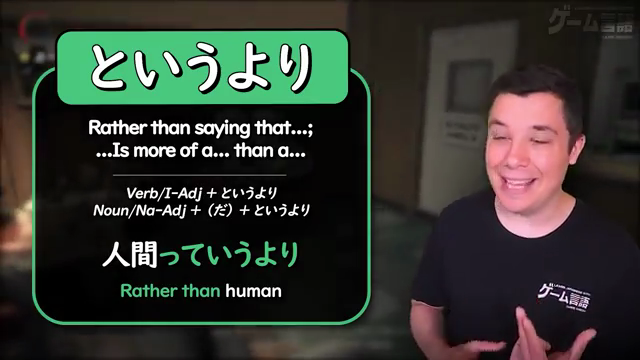 というより
Rather than saying that...;
...Is more of a... than a...
Verb/I-Adj + というより
Noun/Na-Adj + （だ）+ というより
人間っていうより
Rather than human
ゲーム言語
ゲーム言語